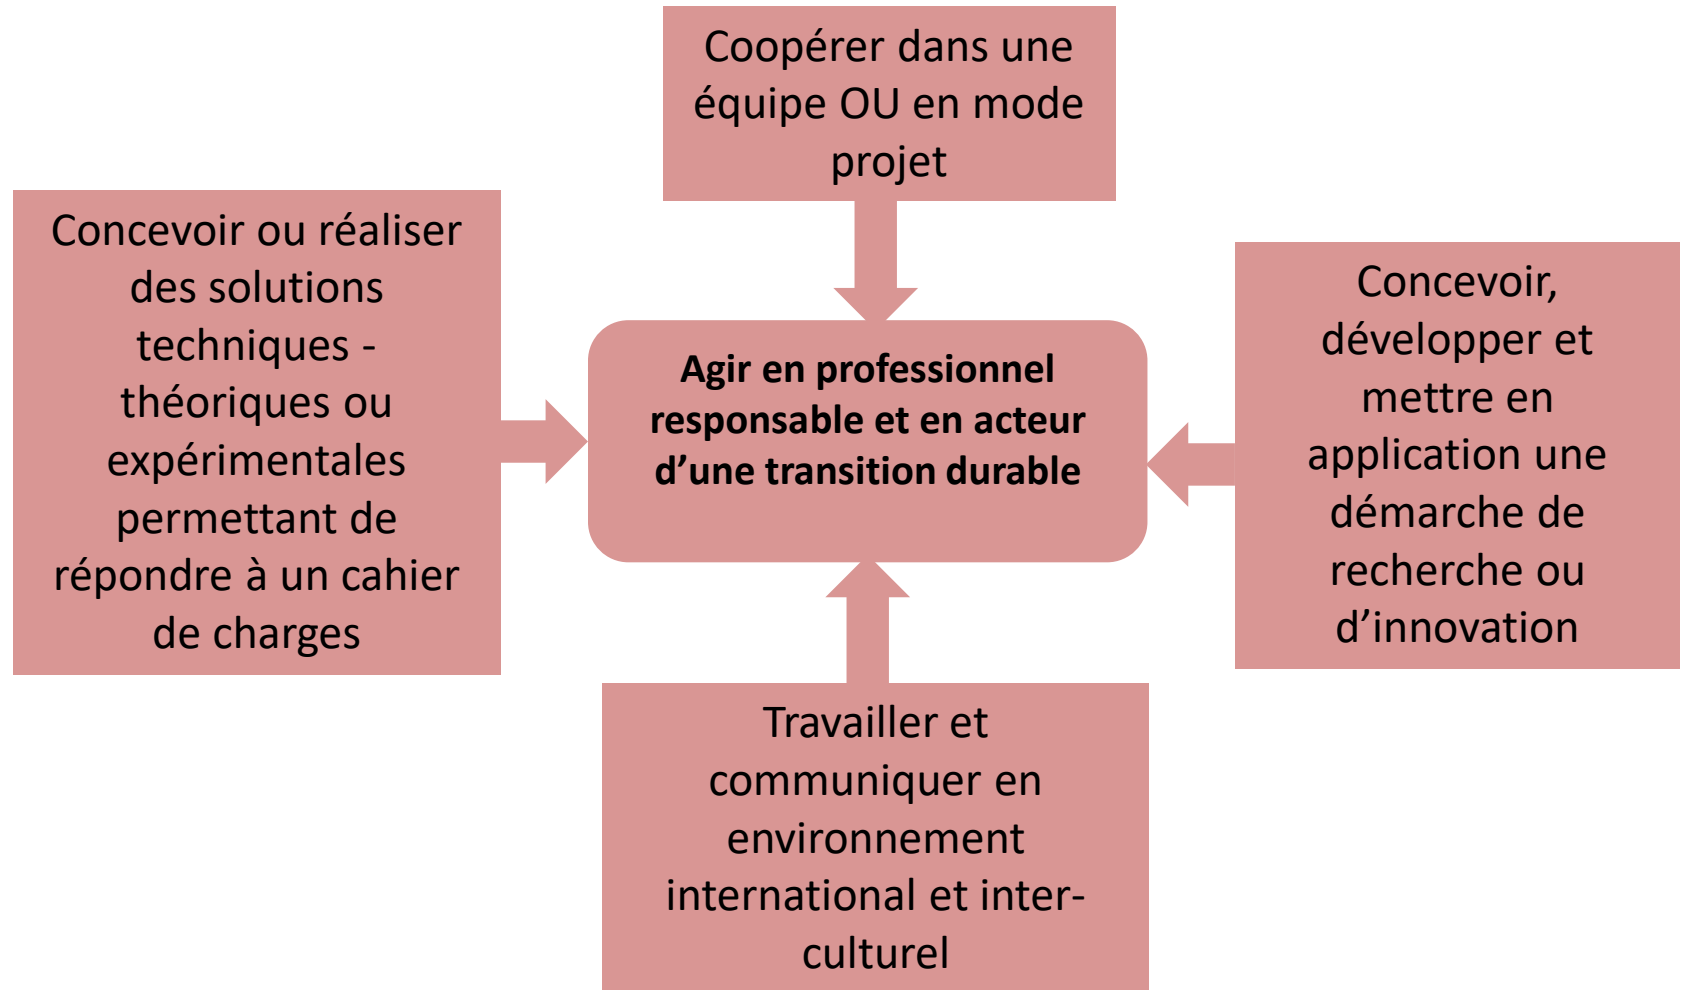 Coopérer dans une
équipe OU en mode
projet
Concevoir ou réaliser
des solutions
techniques -
théoriques ou
expérimentales
permettant de
répondre à un cahier
de charges
Agir en professionnel
responsable et en acteur
d’une transition durable
Concevoir,
développer et
mettre en
application une
démarche de
recherche ou
d’innovation
Travailler et
communiquer en
environnement
international et inter-
culturel